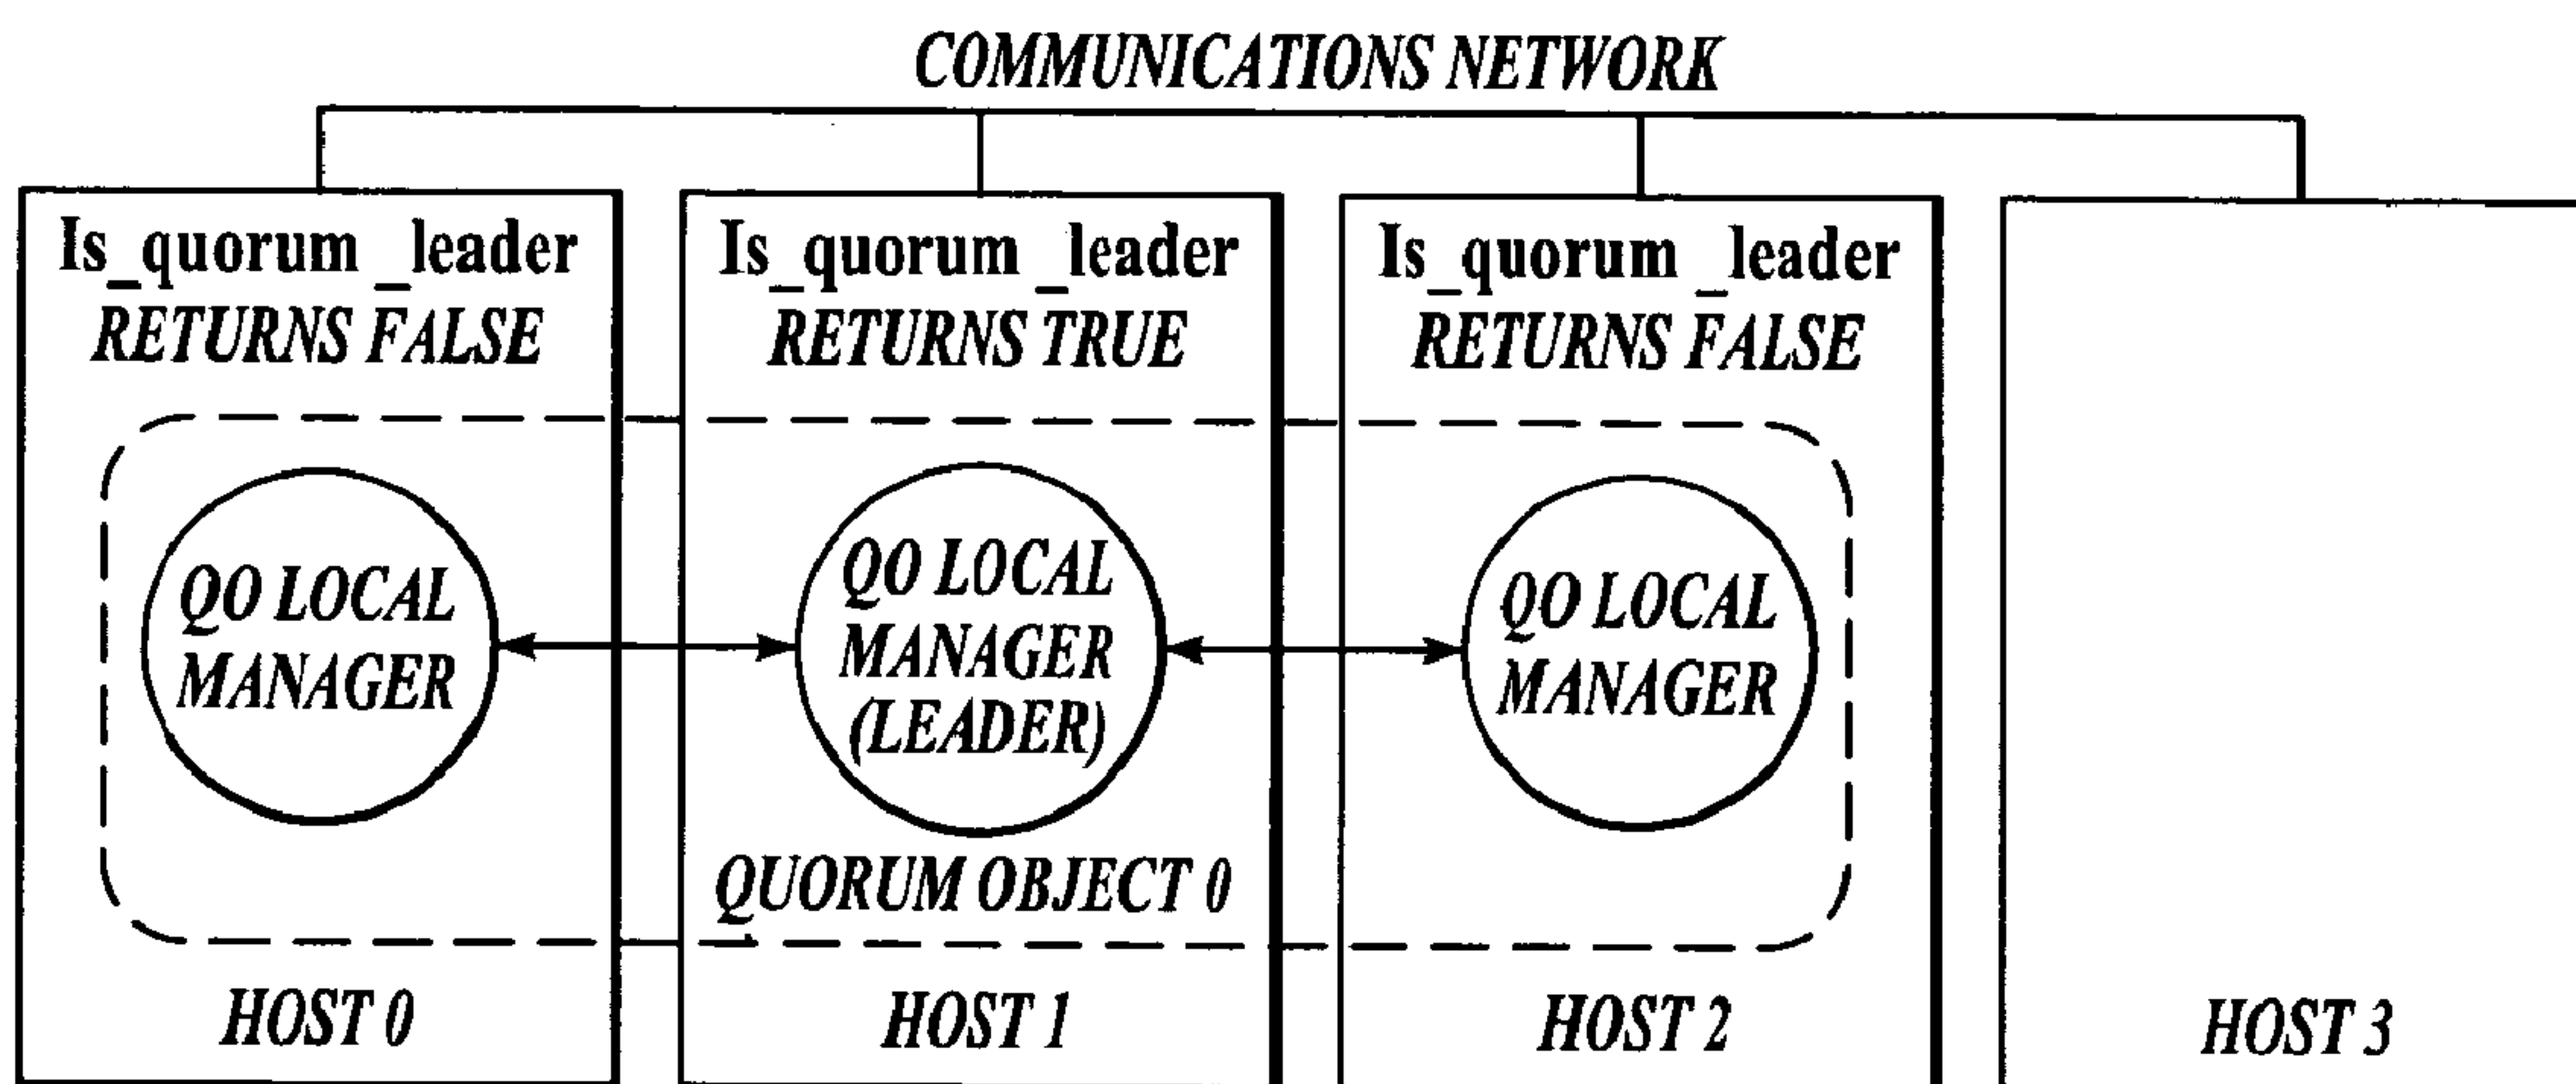 COMMUNICATIONS NETWORK
Is_quorum _leader
RETURNS FALSE
Is_quorum _leader
RETURNS TRUE
Is_quorum _leader
RETURNS FALSE
QO LOCAL
MANAGER
QO LOCAL
MANAGER
(LEADER)
QO LOCAL
MANAGER
QUORUM OBJECT 0
HOST 0
HOST 1
HOST 2
HOST 3